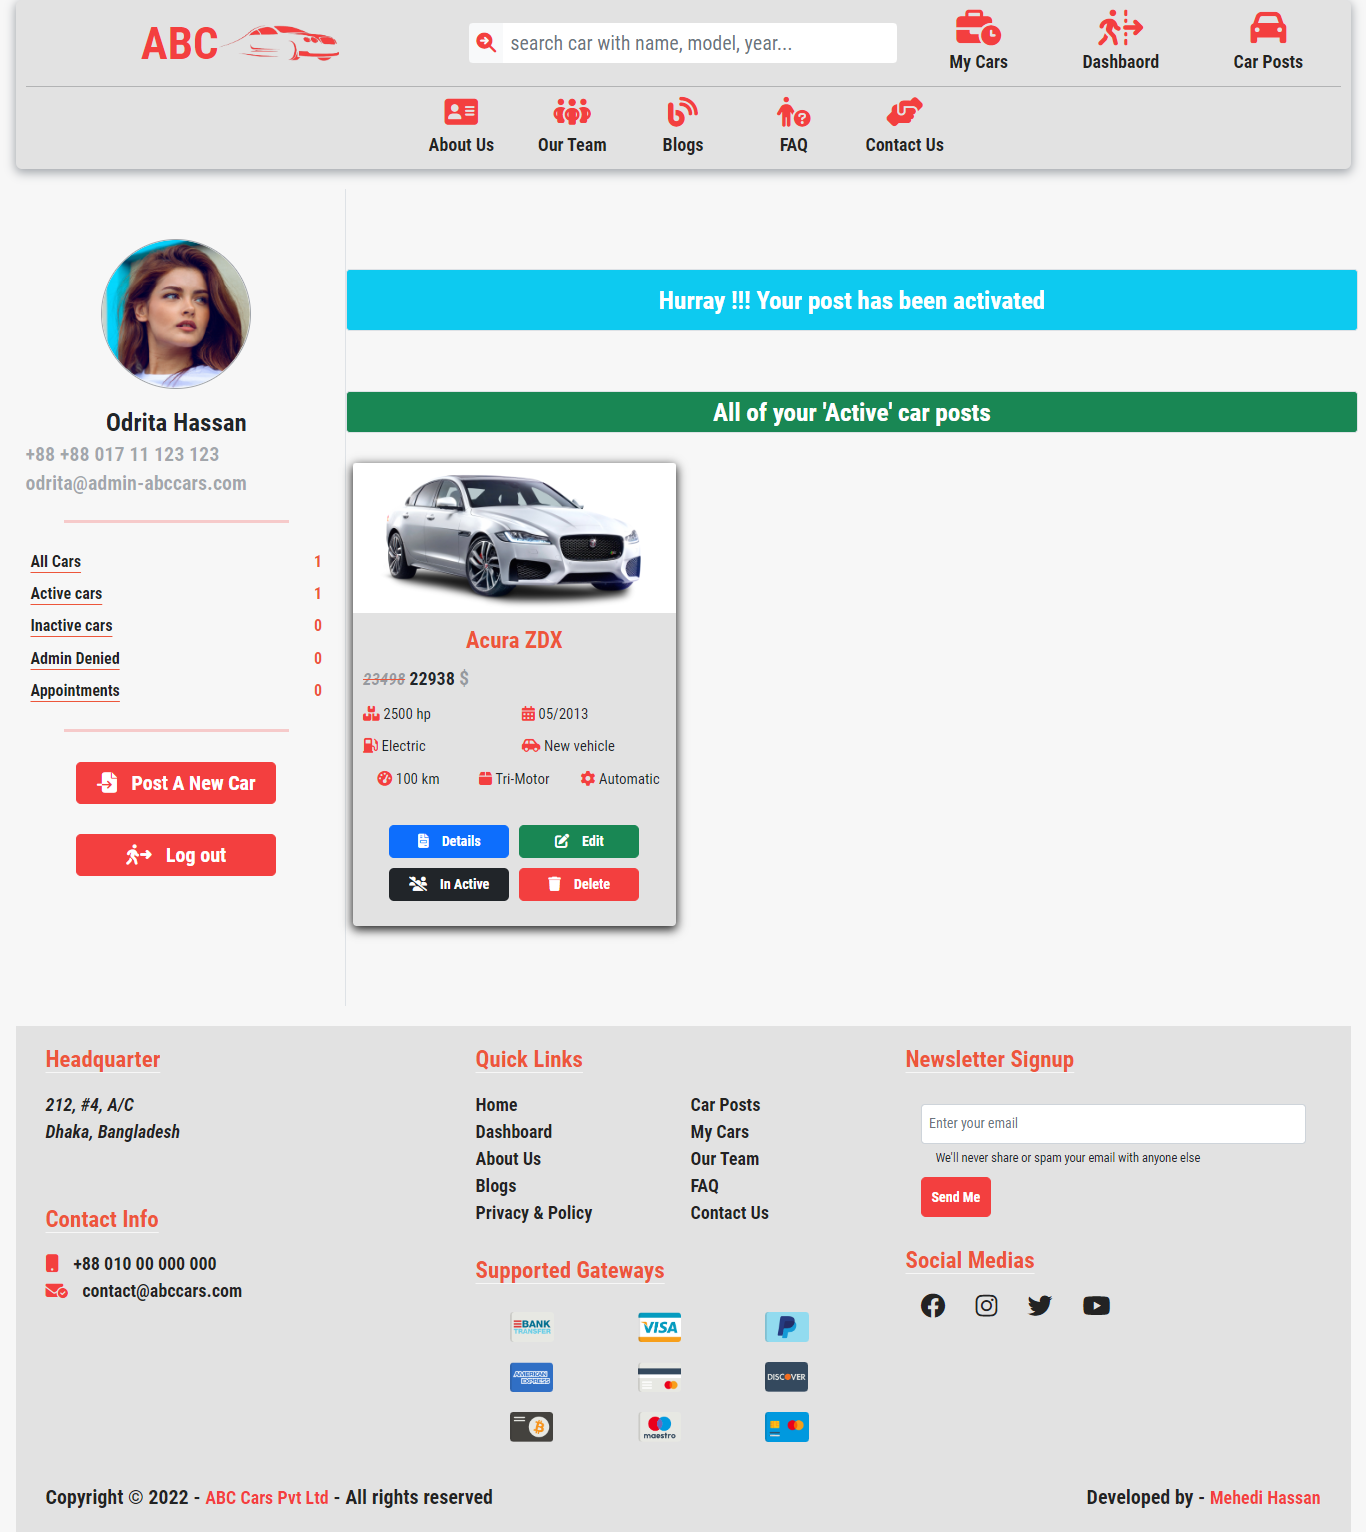 ABC
search car with name, model, year...
My Cars
Dashbaord
Car Posts
About Us
Our Team
Blogs
FAQ
Contact Us
Odrita Hassan
+88 +88 017 11 123 123
odrita@admin-abccars.com
All Cars 1
Active cars 1
Inactive cars 0
Admin Denied 0
Appointments 0
Post A New Car
Log out
Hurray !!! Your post has been activated
All of your 'Active' car posts
Acura ZDX
23498 22938 $
2500 hp
05/2013
Electric
New vehicle
100 km
Tri-Motor
Automatic
Details
Edit
In Active
Delete
Headquarter
212, #4, A/C
Dhaka, Bangladesh
Contact Info
+88 010 00 000 000
contact@abccars.com
Quick Links
Home
Car Posts
Dashboard
My Cars
About Us
Our Team
Blogs
FAQ
Privacy & Policy
Contact Us
Supported Gateways
BANK
TRANSFER
VISA
AMERICAN
EXPRESS
DISCOVER
maestro
Newsletter Signup
Enter your email
We'll never share or spam your email with anyone else
Send Me
Social Medias
Copyright © 2022 - ABC Cars Pvt Ltd - All rights reserved
Developed by - Mehedi Hassan